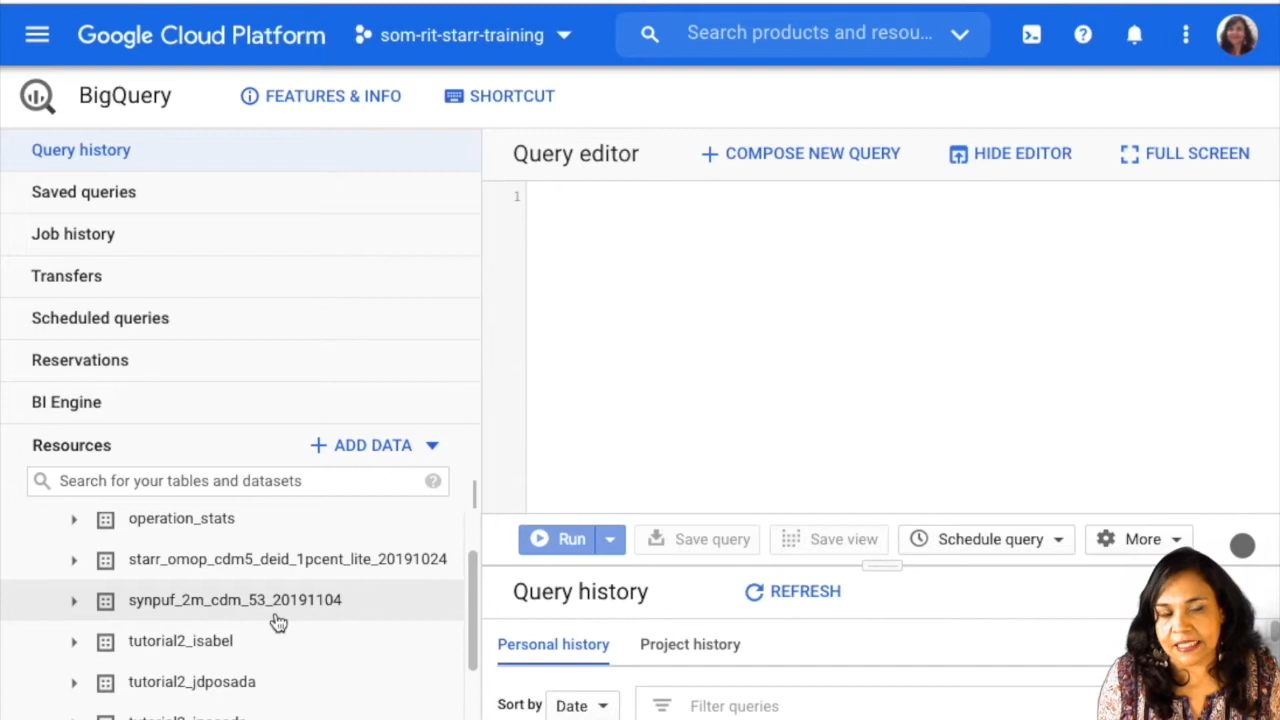 Google Cloud Platform som-rit-starr-training Search products and resou...
BigQuery FEATURES & INFO SHORTCUT
Query history
Saved queries
Job history
Transfers
Scheduled queries
Reservations
BI Engine
Resources ADD DATA
Search for your tables and datasets
operation_stats
starr_omop_cdm5_deid_1pcent_lite_20191024
synpuf_2m_cdm_53_20191104
tutorial2_isabel
tutorial2_jdposada
Query editor COMPOSE NEW QUERY HIDE EDITOR FULL SCREEN
1
Run Save query Save view Schedule query More
Query history REFRESH
Personal history Project history
Sort by Date Filter queries